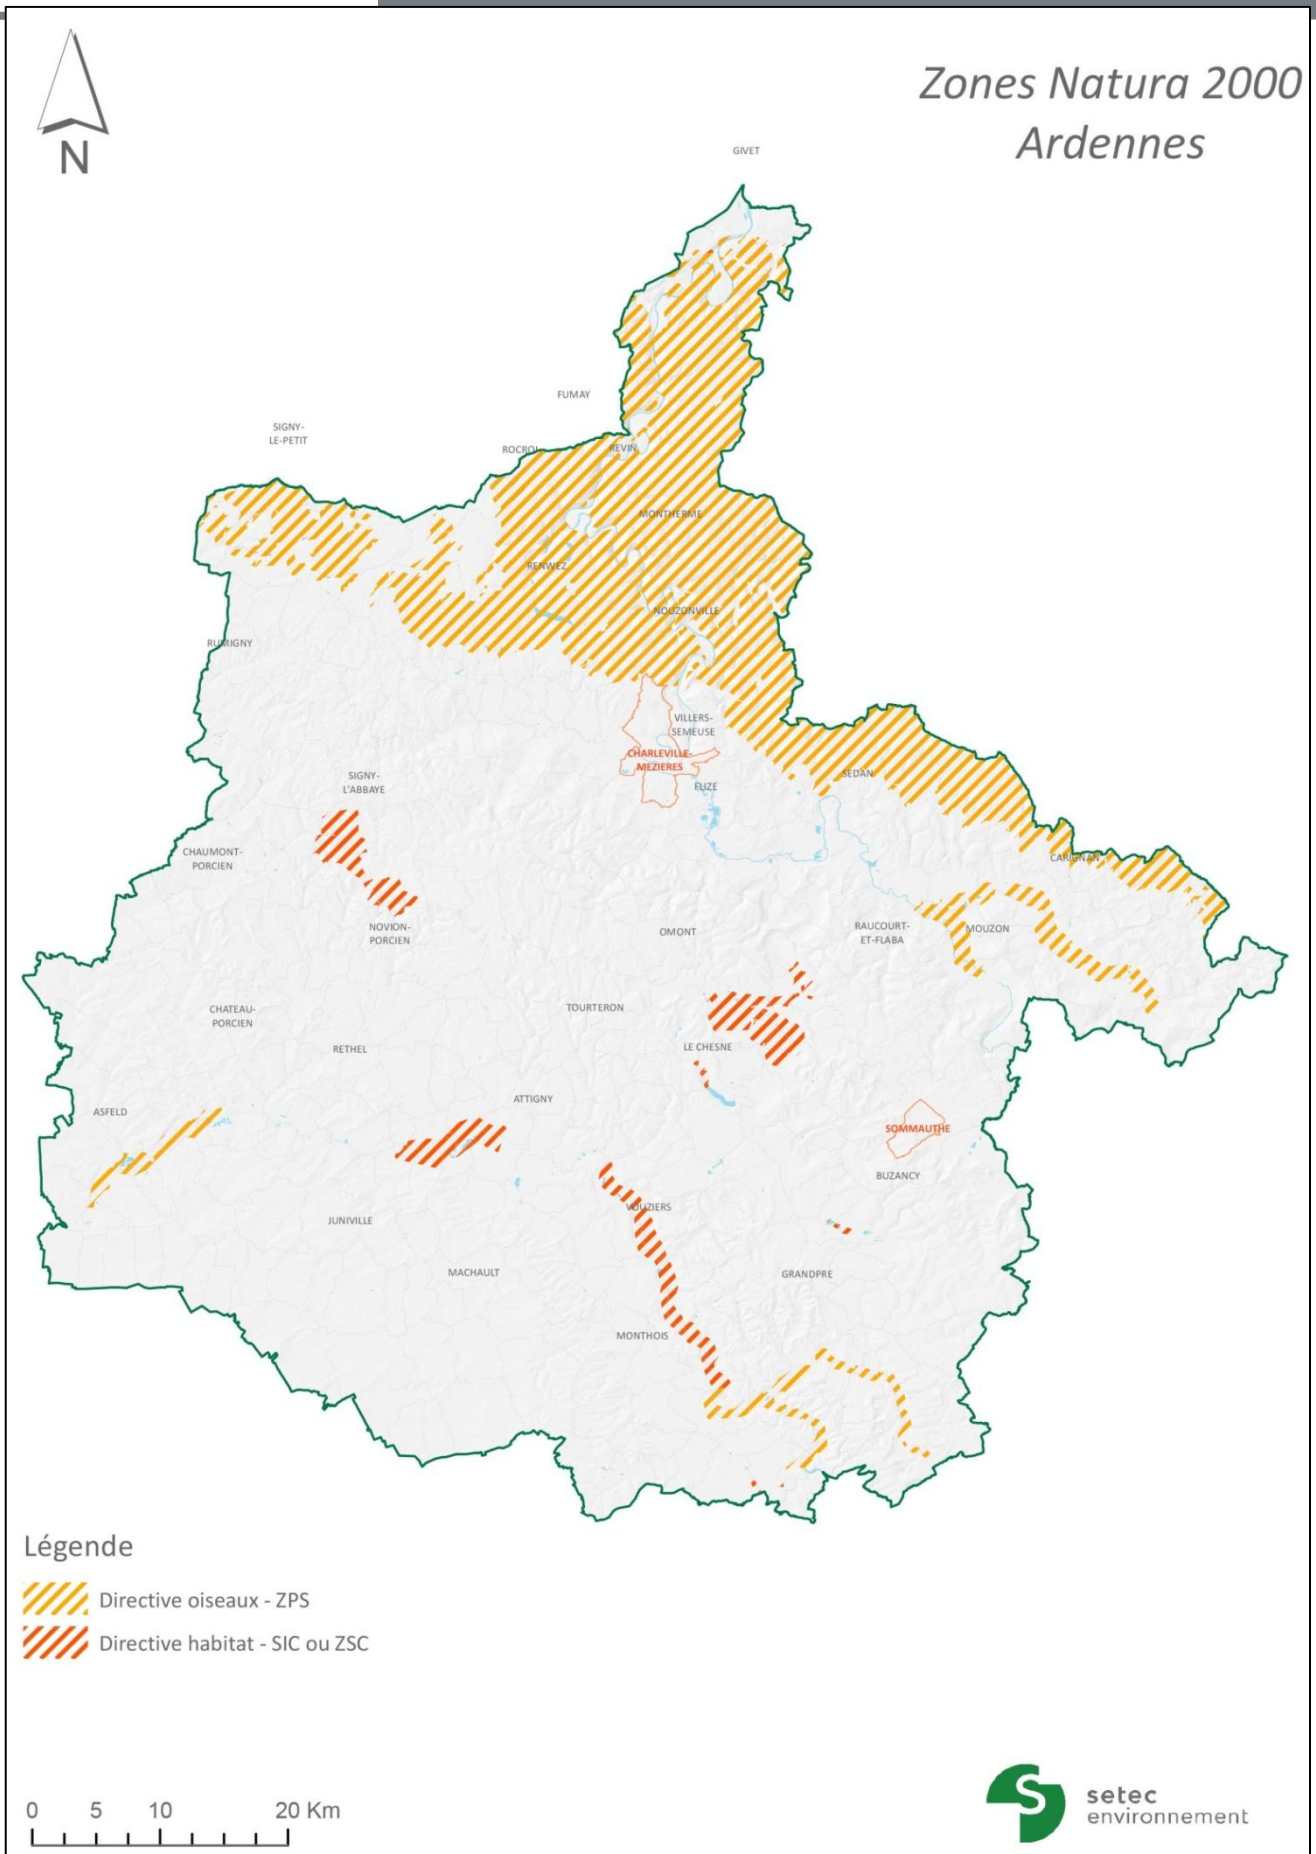 Zones Natura 2000
Ardennes
N
GIVET
FUMAY
SIGNY-
LE-PETIT
ROCROI
REVIN
MONTHERME
RENWEZ
NOUZONVILLE
RUMIGNY
VILLERS-
SEMEUSE
CHARLEVILLE-
MEZIERES
FLIZE
SEDAN
SIGNY-
L'ABBAYE
CHAUMONT-
PORCIEN
CARIGNAN
NOVION-
PORCIEN
OMONT
RAUCOURT-
ET-FLABA
MOUZON
CHATEAU-
PORCIEN
TOURTERON
RETHEL
LE CHESNE
ATTIGNY
ASFELD
SOMMAUTHE
BUZANCY
VOUZIERS
JUNIVILLE
MACHAULT
GRANDPRE
MONTHOIS
Légende
Directive oiseaux - ZPS
Directive habitat - SIC ou ZSC
0 5 10 20 Km
S
setec
environnement